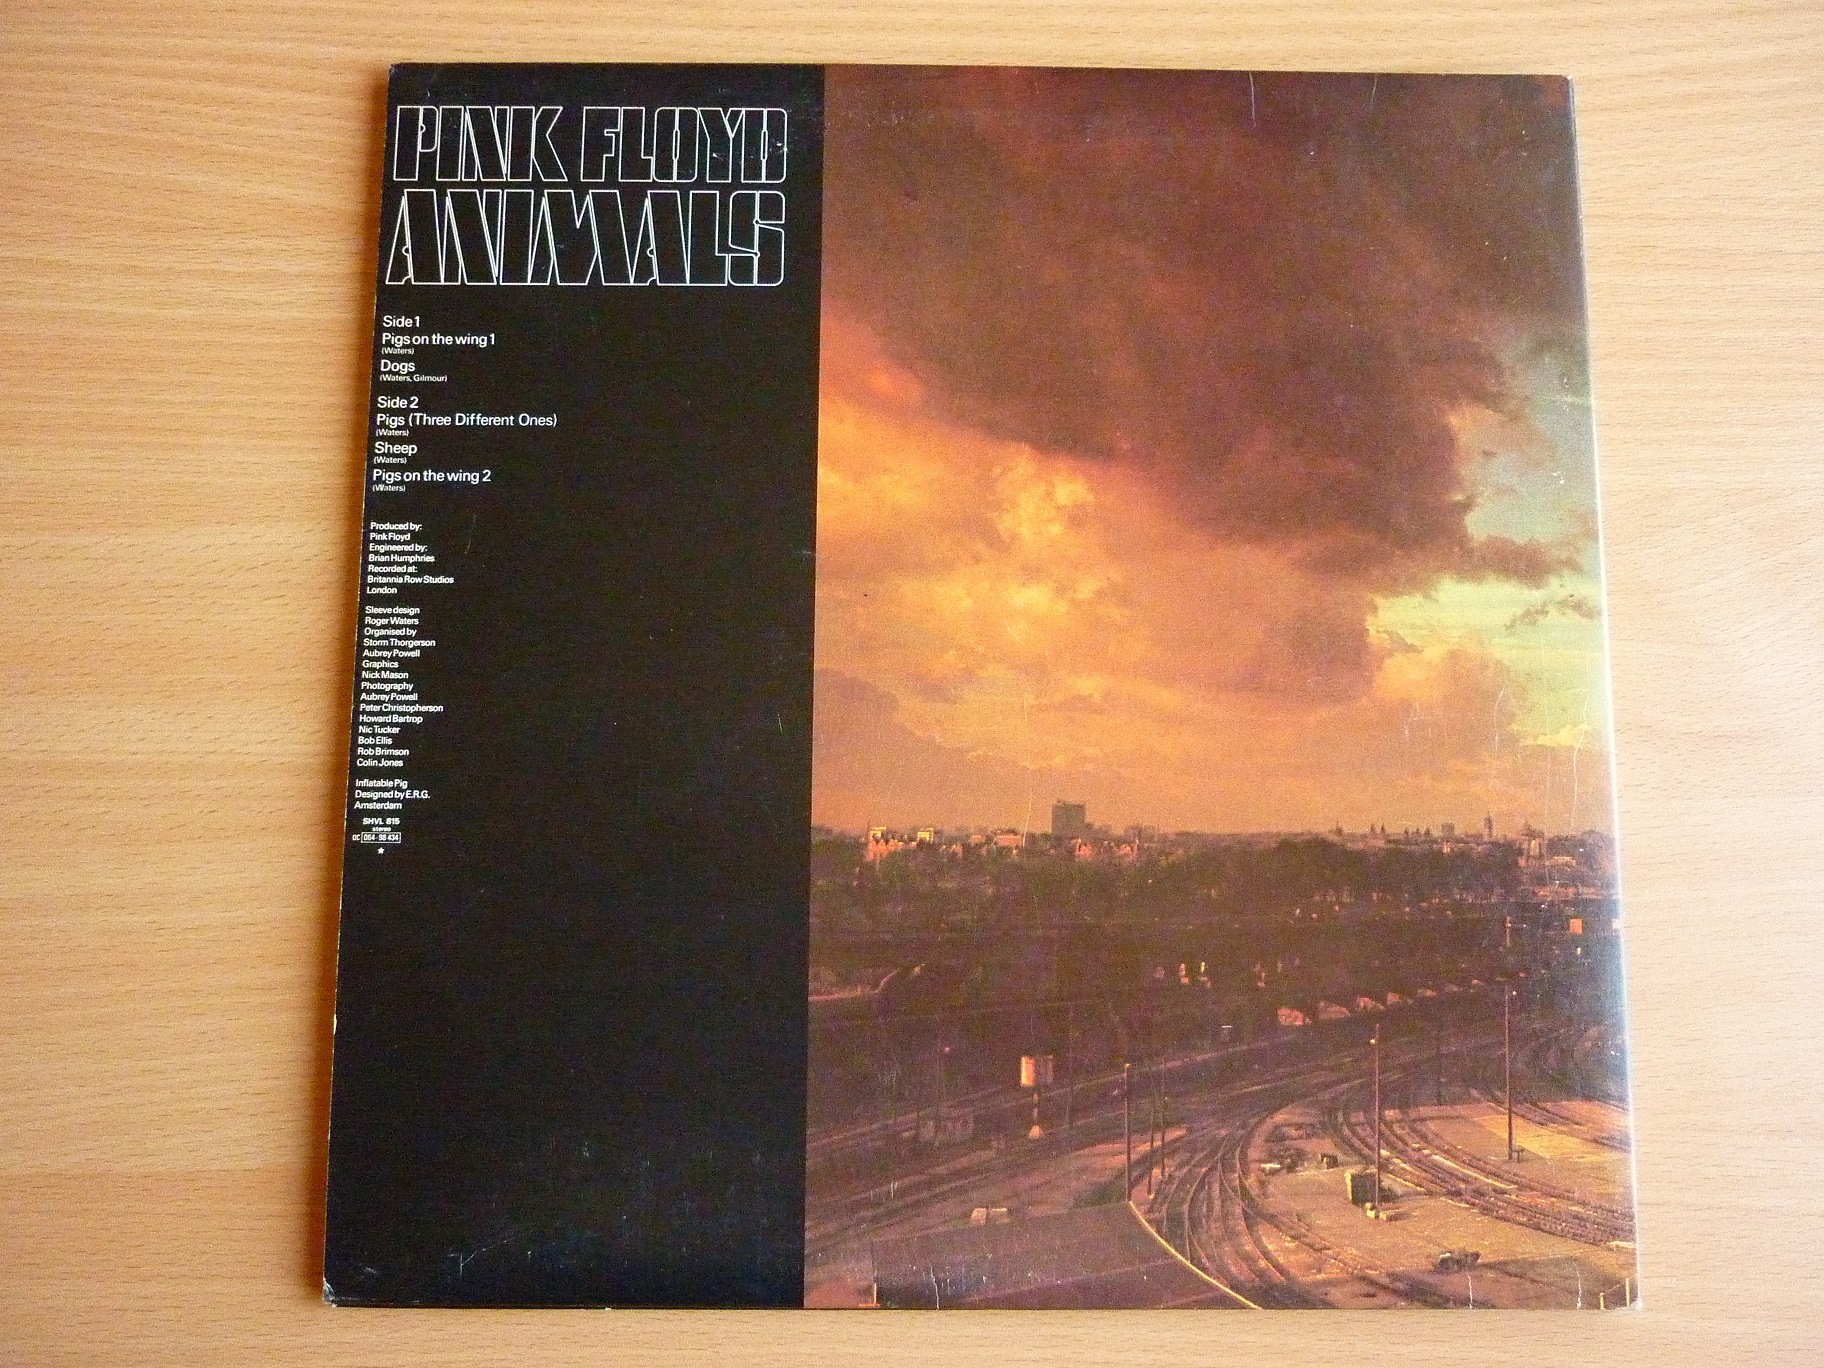 PINK FLOYD
ANIMALS
Side 1
Pigs on the wing 1
(Waters)
Dogs
(Waters, Gilmour)
Side 2
Pigs (Three Different Ones)
(Waters)
Sheep
(Waters)
Pigs on the wing 2
(Waters)
Produced by:
Pink Floyd
Engineered by:
Brian Humphries
Recorded at:
Britannia Row Studios
London
Sleeve design
Roger Waters
Organised by
Storm Thorgerson
Aubrey Powell
Graphics
Nick Mason
Photography
Aubrey Powell
Peter Christopherson
Howard Bartrop
Nic Tucker
Bob Ellis
Rob Brimson
Colin Jones
Inflatable Pig
Designed by E.R.G.
Amsterdam
SHVL 815
stereo
OC 064-98 434